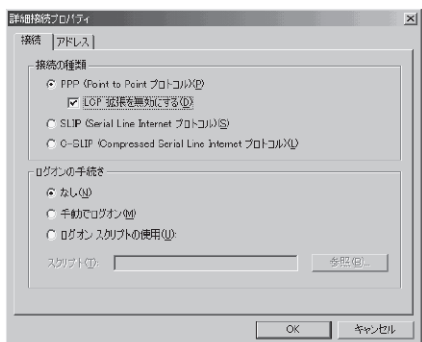 詳細接続プロパティ
接続 アドレス
接続の種類
PPP (Point to Point プロトコル)(P)
LCP 拡張を無効にする(D)
SLIP (Serial Line Internet プロトコル)(S)
C-SLIP (Compressed Serial Line Internet プロトコル)(L)
ログオンの手続き
なし(N)
手動でログオン(M)
ログオン スクリプトの使用(U):
スクリプト(T): 参照(B)...
OK キャンセル